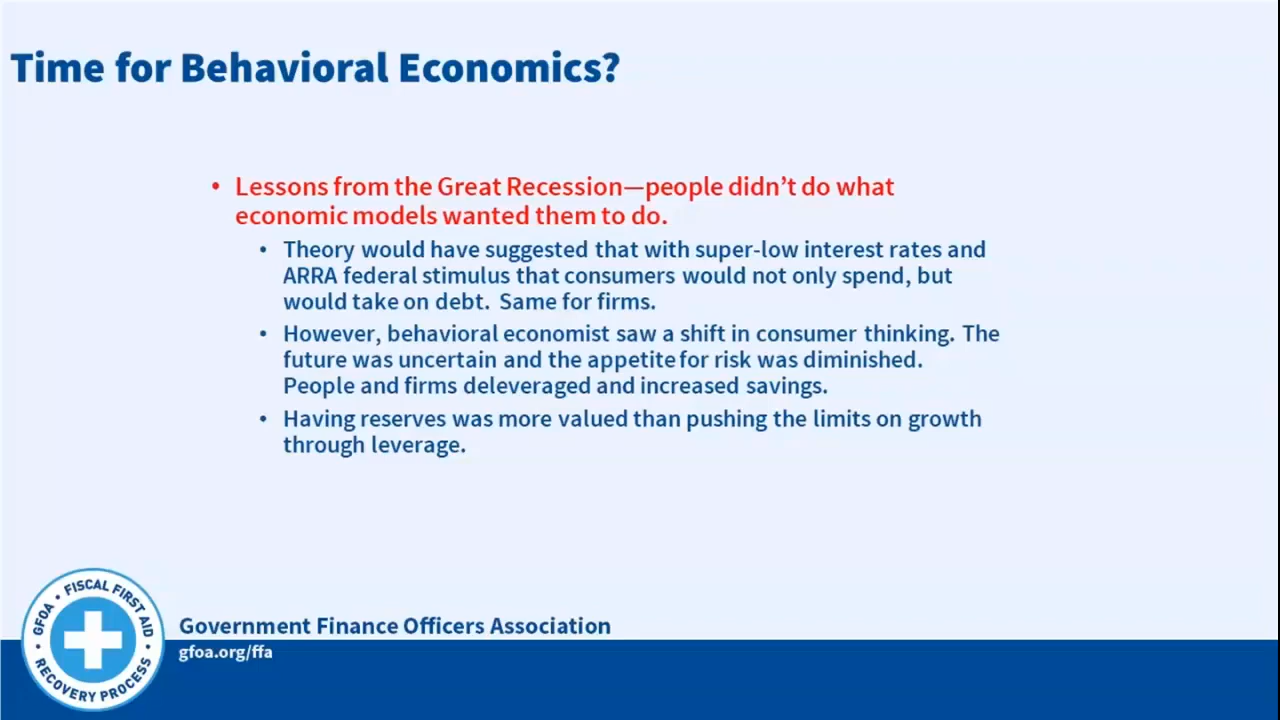 Time for Behavioral Economics?
• Lessons from the Great Recession—people didn’t do what
economic models wanted them to do.
• Theory would have suggested that with super-low interest rates and
ARRA federal stimulus that consumers would not only spend, but
would take on debt. Same for firms.
• However, behavioral economist saw a shift in consumer thinking. The
future was uncertain and the appetite for risk was diminished.
People and firms deleveraged and increased savings.
• Having reserves was more valued than pushing the limits on growth
through leverage.
GFOA • FISCAL FIRST AID
• RECOVERY PROCESS •
Government Finance Officers Association
gfoa.org/ffa